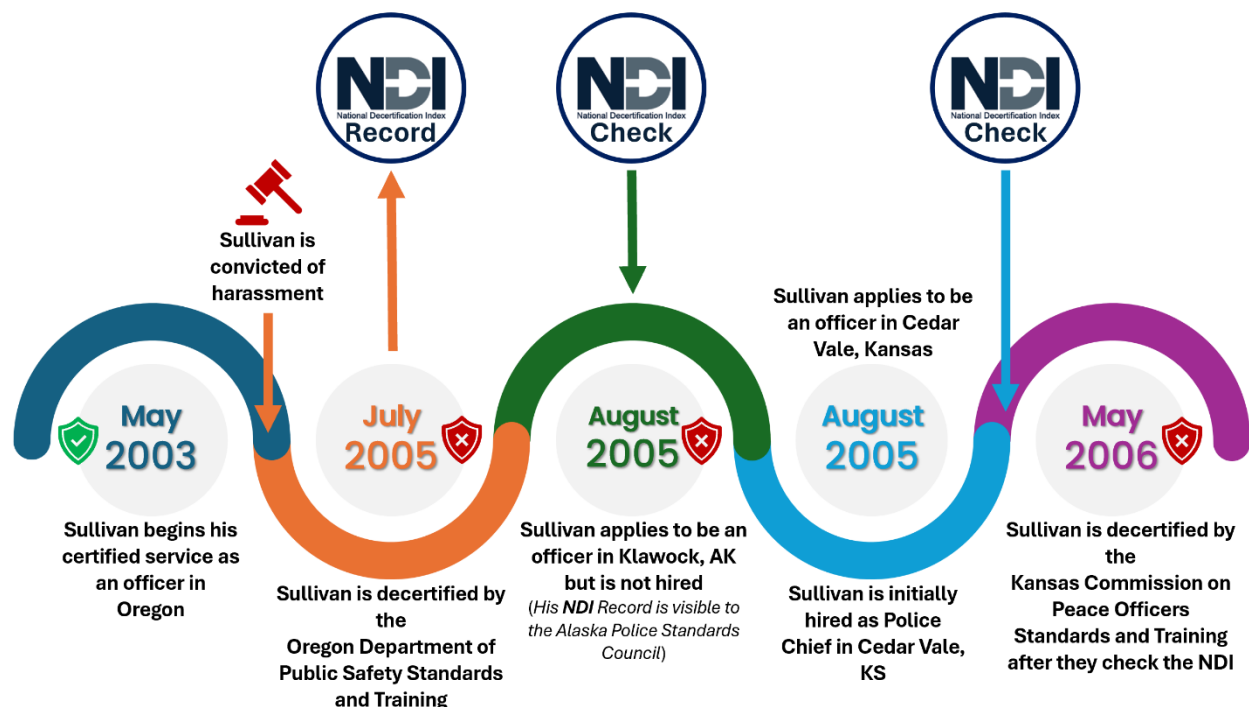 NDI
National Decertification Index
Record
NDI
National Decertification Index
Check
NDI
National Decertification Index
Check
Sullivan is
convicted of
harassment
May
2003
Sullivan begins his
certified service as
an officer in
Oregon
July
2005
Sullivan is decertified by
the
Oregon Department of
Public Safety Standards
and Training
August
2005
Sullivan applies to be an
officer in Klawock, AK
but is not hired
(His NDI Record is visible to
the Alaska Police Standards
Council)
Sullivan applies to be
an officer in Cedar
Vale, Kansas
August
2005
Sullivan is initially
hired as Police
Chief in Cedar Vale,
KS
May
2006
Sullivan is decertified by
the
Kansas Commission on
Peace Officers
Standards and Training
after they check the NDI